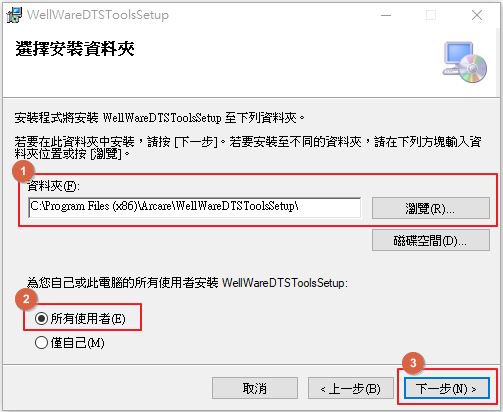 WellWareDTSToolsSetup
選擇安裝資料夾
安裝程式將安裝 WellWareDTSToolsSetup 至下列資料夾。
若要在此資料夾中安裝，請按 [下一步]。若要安裝至不同的資料夾，請在下列方塊輸入資
料夾位置或按 [瀏覽]。
1
資料夾(F):
C:\Program Files (x86)\Arcare\WellWareDTSToolsSetup\
瀏覽(R)...
磁碟空間(D)...
為您自己或此電腦的所有使用者安裝 WellWareDTSToolsSetup:
2
所有使用者(E)
僅自己(M)
3
取消
< 上一步(B)
下一步(N) >